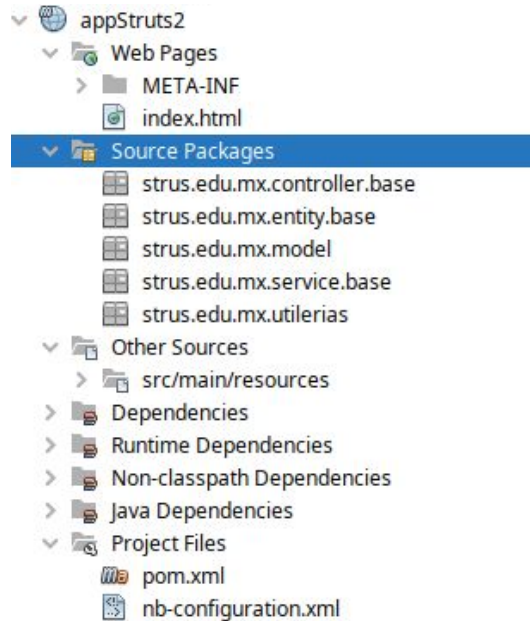 appStruts2
Web Pages
META-INF
index.html
Source Packages
strus.edu.mx.controller.base
strus.edu.mx.entity.base
strus.edu.mx.model
strus.edu.mx.service.base
strus.edu.mx.utilerias
Other Sources
src/main/resources
Dependencies
Runtime Dependencies
Non-classpath Dependencies
Java Dependencies
Project Files
pom.xml
nb-configuration.xml